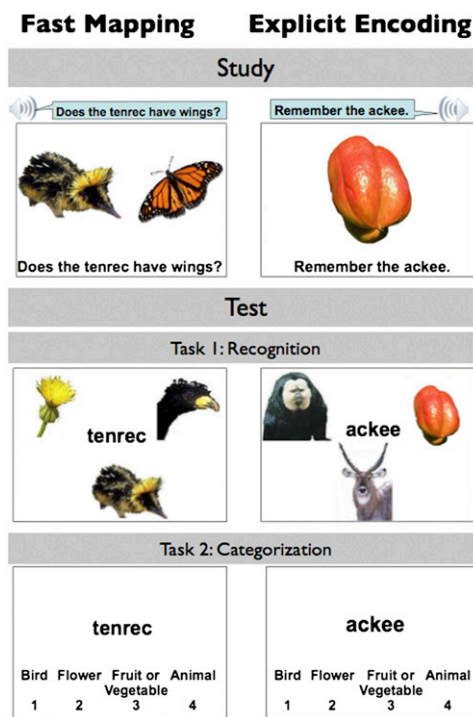 Fast Mapping
Explicit Encoding
Study
Does the tenrec have wings?
Remember the ackee.
Does the tenrec have wings?
Remember the ackee.
Test
Task 1: Recognition
tenrec
ackee
Task 2: Categorization
tenrec
Bird Flower Fruit or Animal
Vegetable
1 2 3 4
ackee
Bird Flower Fruit or Animal
Vegetable
1 2 3 4